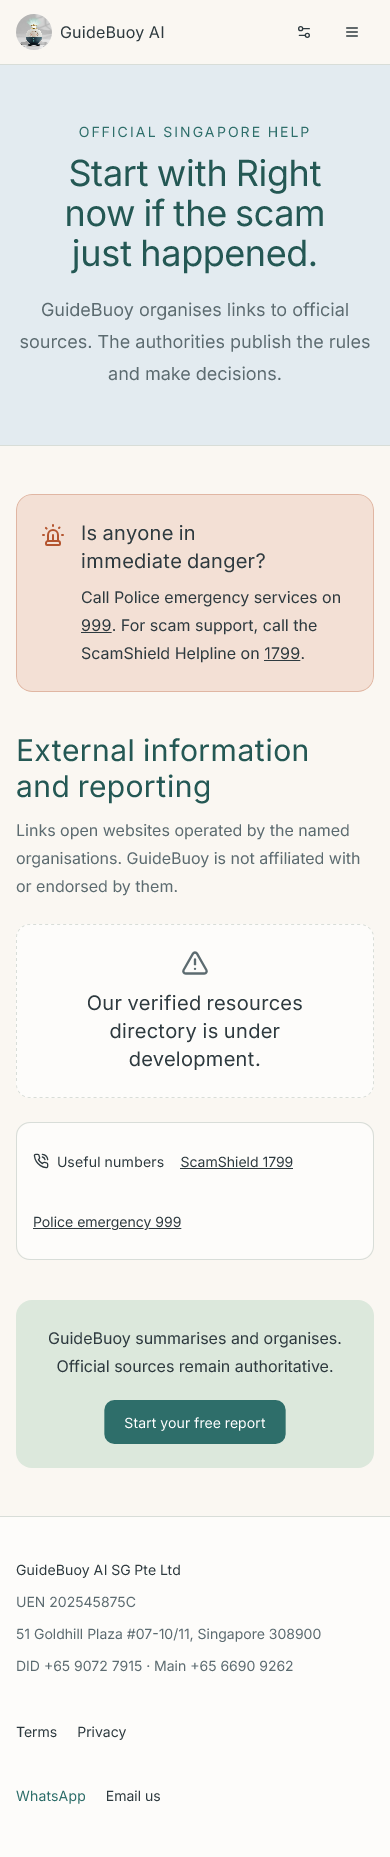 GuideBuoy AI
OFFICIAL SINGAPORE HELP
Start with Right
now if the scam
just happened.
GuideBuoy organises links to official
sources. The authorities publish the rules
and make decisions.
Is anyone in
immediate danger?
Call Police emergency services on
999. For scam support, call the
ScamShield Helpline on 1799.
External information
and reporting
Links open websites operated by the named
organisations. GuideBuoy is not affiliated with
or endorsed by them.
Our verified resources
directory is under
development.
Useful numbers ScamShield 1799
Police emergency 999
GuideBuoy summarises and organises.
Official sources remain authoritative.
Start your free report
GuideBuoy AI SG Pte Ltd
UEN 202545875C
51 Goldhill Plaza #07-10/11, Singapore 308900
DID +65 9072 7915 · Main +65 6690 9262
Terms Privacy
WhatsApp Email us